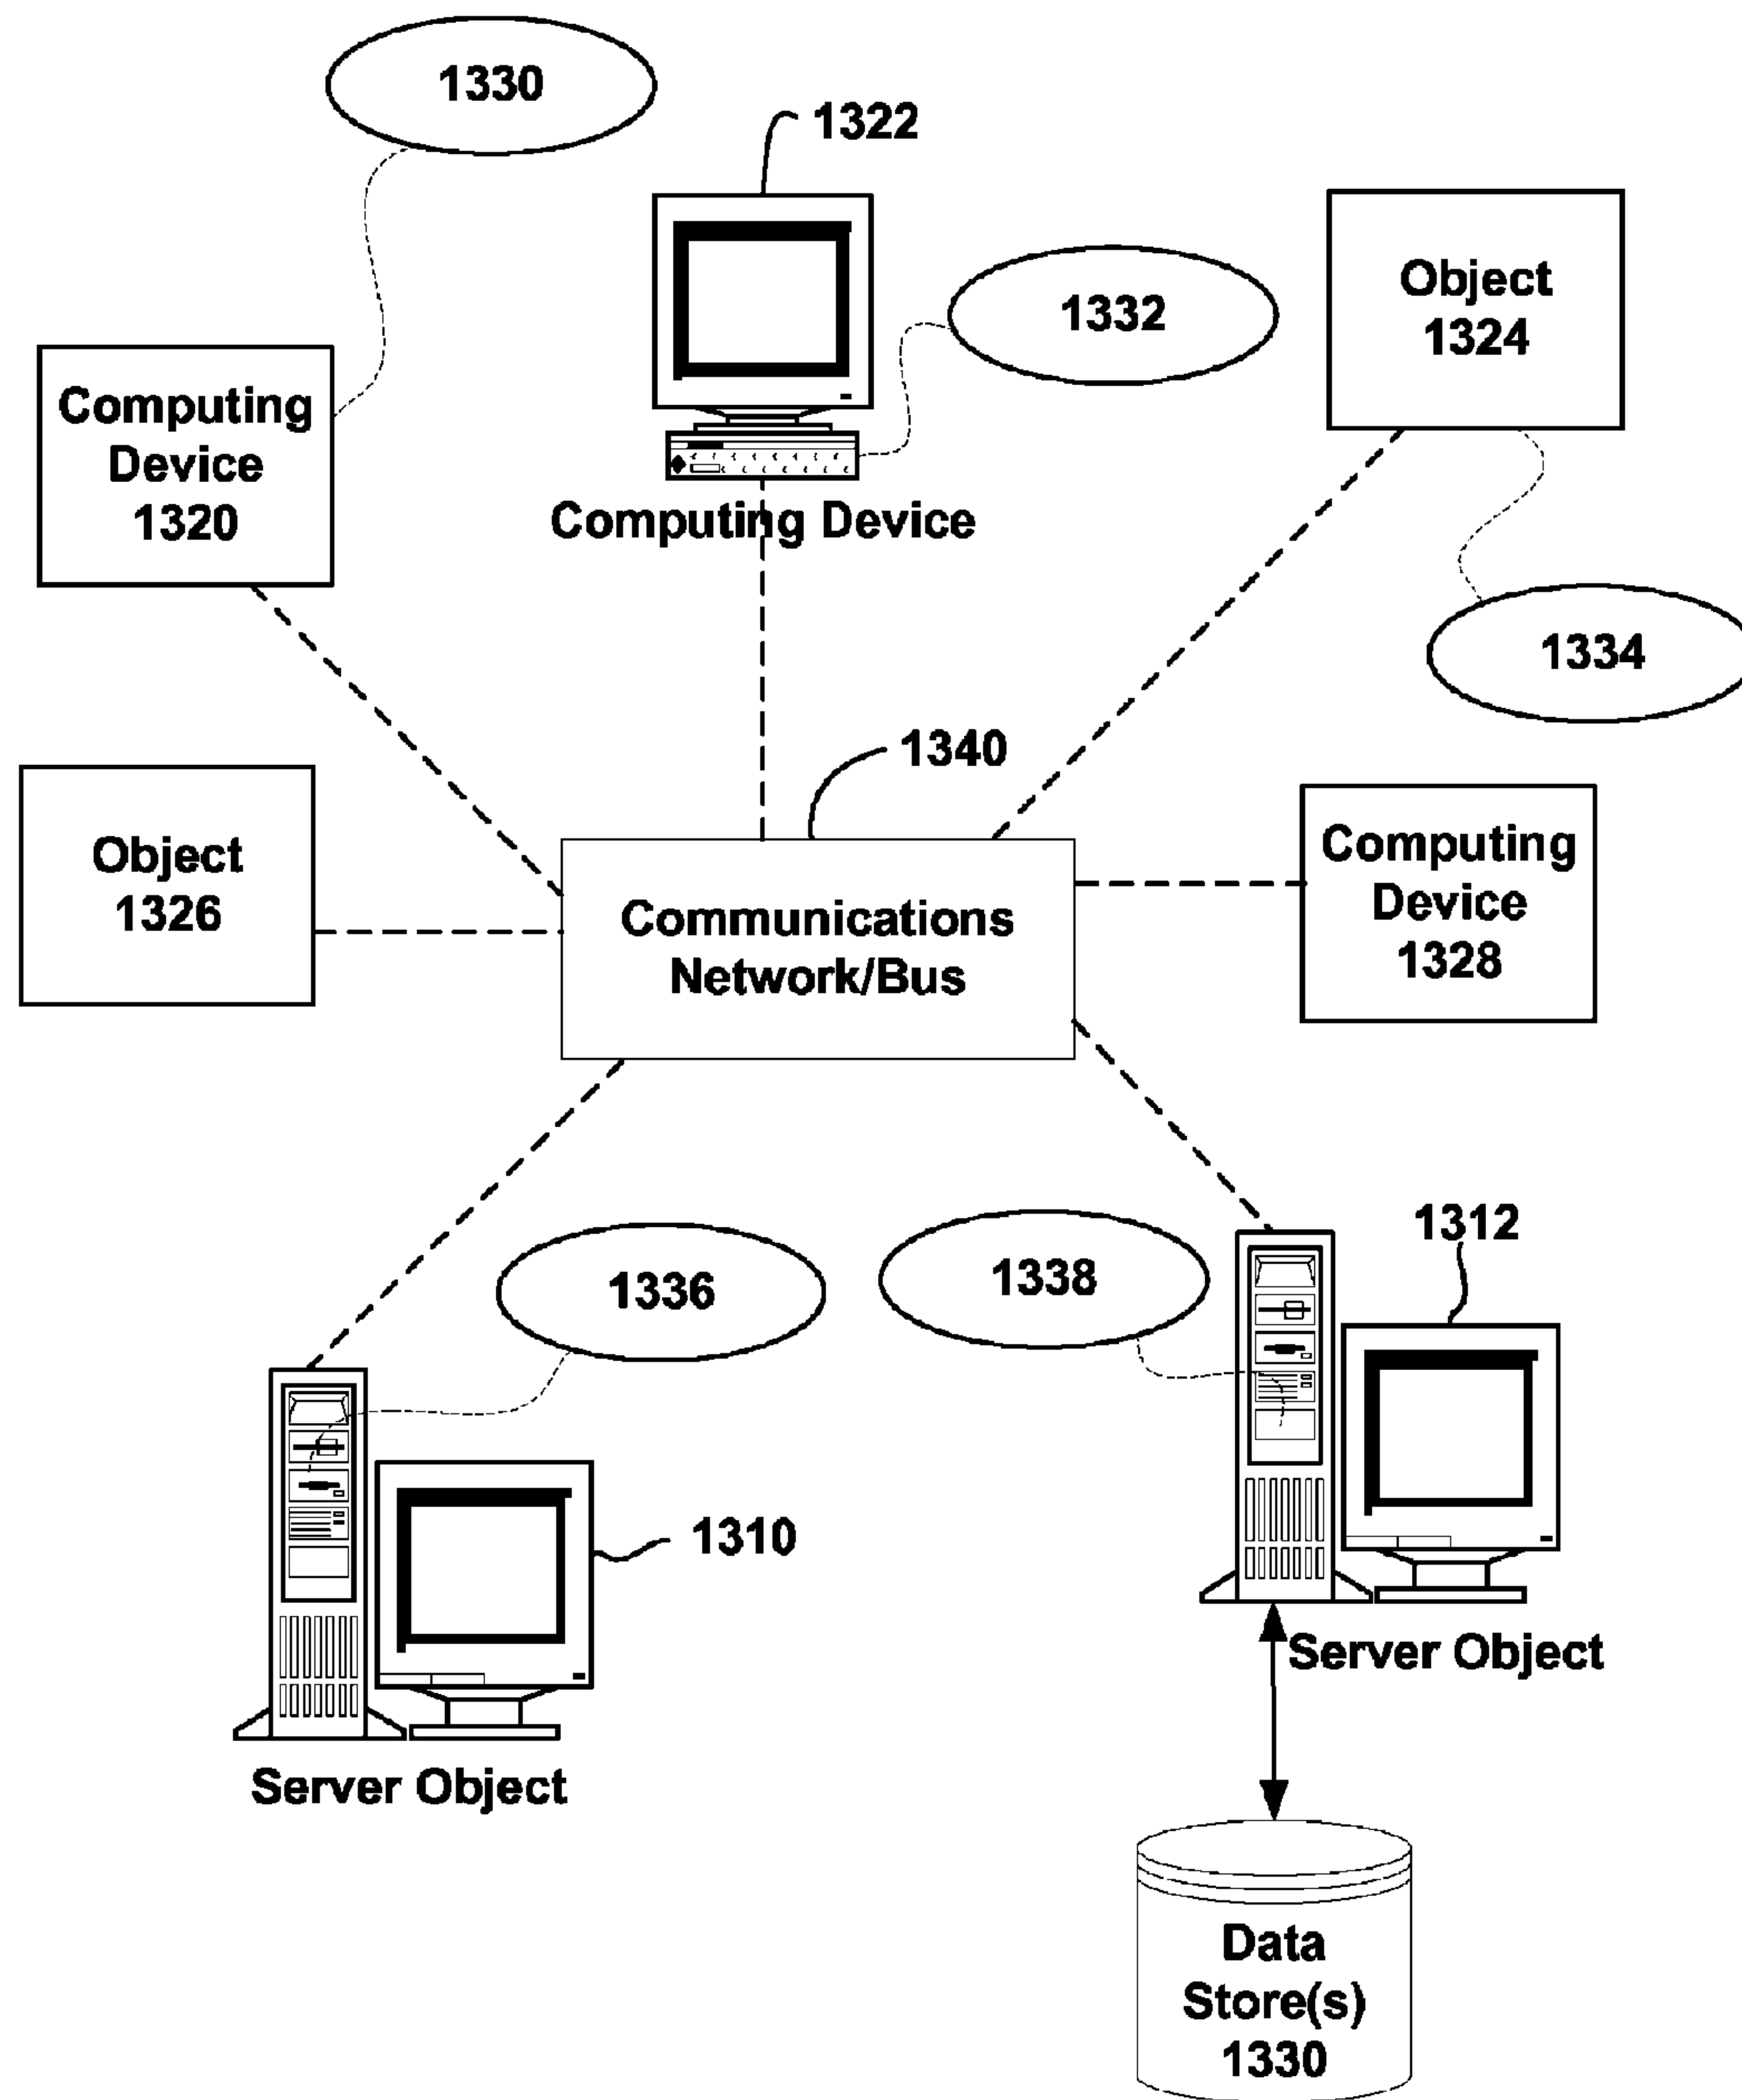 1330
1322
1332
Object
1324
Computing
Device
1320
Computing Device
1334
1340
Object
1326
Communications
Network/Bus
Computing
Device
1328
1312
1336
1338
1310
Server Object
Server Object
Data
Store(s)
1330